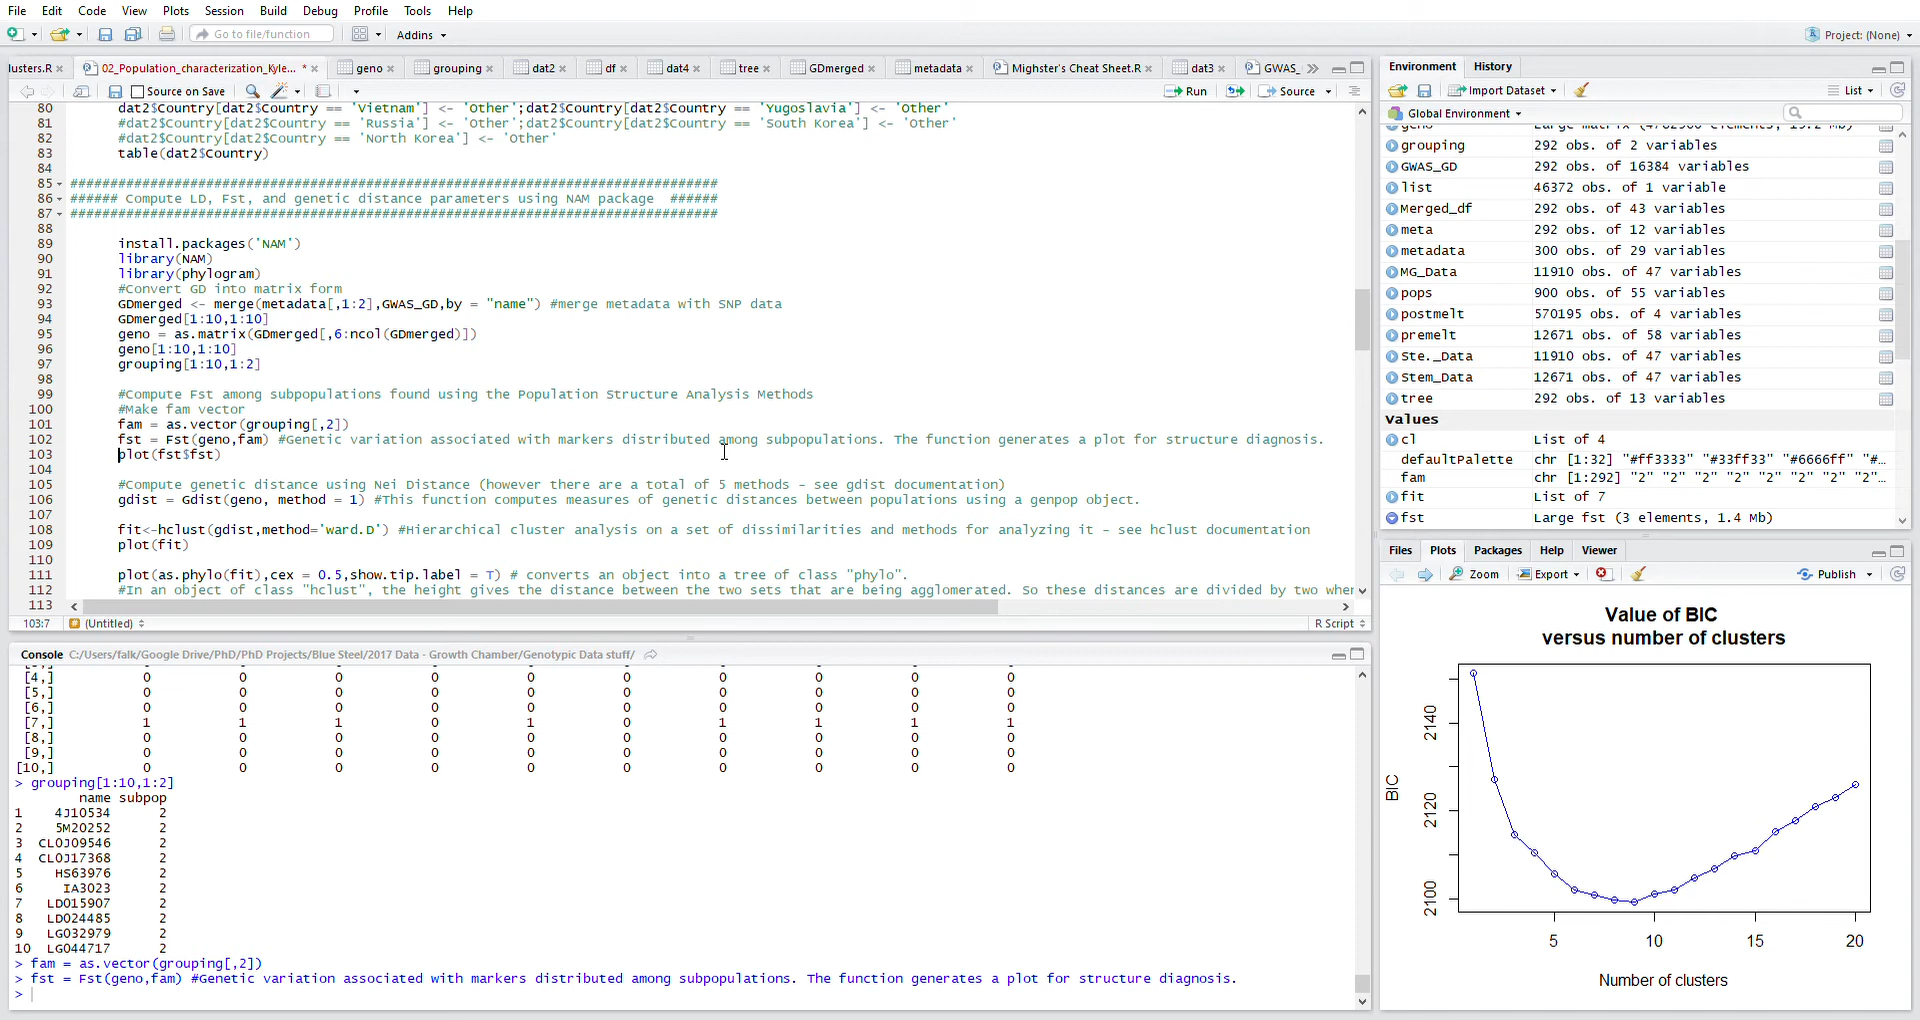 File Edit Code View Plots Session Build Debug Profile Tools Help
Go to file/function Addins Project: (None)
lusters.R 02_Population_characterization_Kyle... * geno grouping dat2 df dat4 tree GDmerged metadata Mighster's Cheat Sheet.R dat3 GWAS_
Source on Save Run Source
80 dat2$Country[dat2$Country == 'Vietnam'] <- 'Other';dat2$Country[dat2$Country == 'Yugoslavia'] <- 'Other'
81 #dat2$Country[dat2$Country == 'Russia'] <- 'Other';dat2$Country[dat2$Country == 'South Korea'] <- 'Other'
82 #dat2$Country[dat2$Country == 'North Korea'] <- 'Other'
83 table(dat2$Country)
84
85 #################################################################################
86 ###### Compute LD, Fst, and genetic distance parameters using NAM package ######
87 #################################################################################
88
89 install.packages('NAM')
90 library(NAM)
91 library(phylogram)
92 #Convert GD into matrix form
93 GDmerged <- merge(metadata[,1:2],GWAS_GD,by = "name") #merge metadata with SNP data
94 GDmerged[1:10,1:10]
95 geno = as.matrix(GDmerged[,6:ncol(GDmerged)])
96 geno[1:10,1:10]
97 grouping[1:10,1:2]
98
99 #Compute Fst among subpopulations found using the Population Structure Analysis Methods
100 #Make fam vector
101 fam = as.vector(grouping[,2])
102 fst = Fst(geno,fam) #Genetic variation associated with markers distributed among subpopulations. The function generates a plot for structure diagnosis.
103 plot(fst$fst)
104
105 #Compute genetic distance using Nei Distance (however there are a total of 5 methods - see gdist documentation)
106 gdist = Gdist(geno, method = 1) #This function computes measures of genetic distances between populations using a genpop object.
107
108 fit<-hclust(gdist,method='ward.D') #Hierarchical cluster analysis on a set of dissimilarities and methods for analyzing it - see hclust documentation
109 plot(fit)
110
111 plot(as.phylo(fit),cex = 0.5,show.tip.label = T) # converts an object into a tree of class "phylo".
112 #In an object of class "hclust", the height gives the distance between the two sets that are being agglomerated. So these distances are divided by two wher
113
103:7 (Untitled) R Script
Console C:/Users/falk/Google Drive/PhD/PhD Projects/Blue Steel/2017 Data - Growth Chamber/Genotypic Data stuff/
[4,] 0 0 0 0 0 0 0 0 0 0
[5,] 0 0 0 0 0 0 0 0 0 0
[6,] 0 0 0 0 0 0 0 0 0 0
[7,] 1 1 1 0 1 0 1 1 1 1
[8,] 0 0 0 0 0 0 0 0 0 0
[9,] 0 0 0 0 0 0 0 0 0 0
[10,] 0 0 0 0 0 0 0 0 0 0
> grouping[1:10,1:2]
name subpop
1 4J10534 2
2 5M20252 2
3 CL0J09546 2
4 CL0J17368 2
5 HS63976 2
6 IA3023 2
7 LD015907 2
8 LD024485 2
9 LG032979 2
10 LG044717 2
> fam = as.vector(grouping[,2])
> fst = Fst(geno,fam) #Genetic variation associated with markers distributed among subpopulations. The function generates a plot for structure diagnosis.
>
Environment History
Import Dataset List
Global Environment
geno Large matrix (4782960 elements, 19.2 Mb)
grouping 292 obs. of 2 variables
GWAS_GD 292 obs. of 16384 variables
list 46372 obs. of 1 variable
Merged_df 292 obs. of 43 variables
meta 292 obs. of 12 variables
metadata 300 obs. of 29 variables
MG_Data 11910 obs. of 47 variables
pops 900 obs. of 55 variables
postmelt 570195 obs. of 4 variables
premelt 12671 obs. of 58 variables
Ste._Data 11910 obs. of 47 variables
Stem_Data 12671 obs. of 47 variables
tree 292 obs. of 13 variables
Values
cl List of 4
defaultPalette chr [1:32] "#ff3333" "#33ff33" "#6666ff" "#...
fam chr [1:292] "2" "2" "2" "2" "2" "2" "2" "2"...
fit List of 7
fst Large fst (3 elements, 1.4 Mb)
Files Plots Packages Help Viewer
Zoom Export Publish
Value of BIC
versus number of clusters
BIC
2140
2120
2100
5 10 15 20
Number of clusters